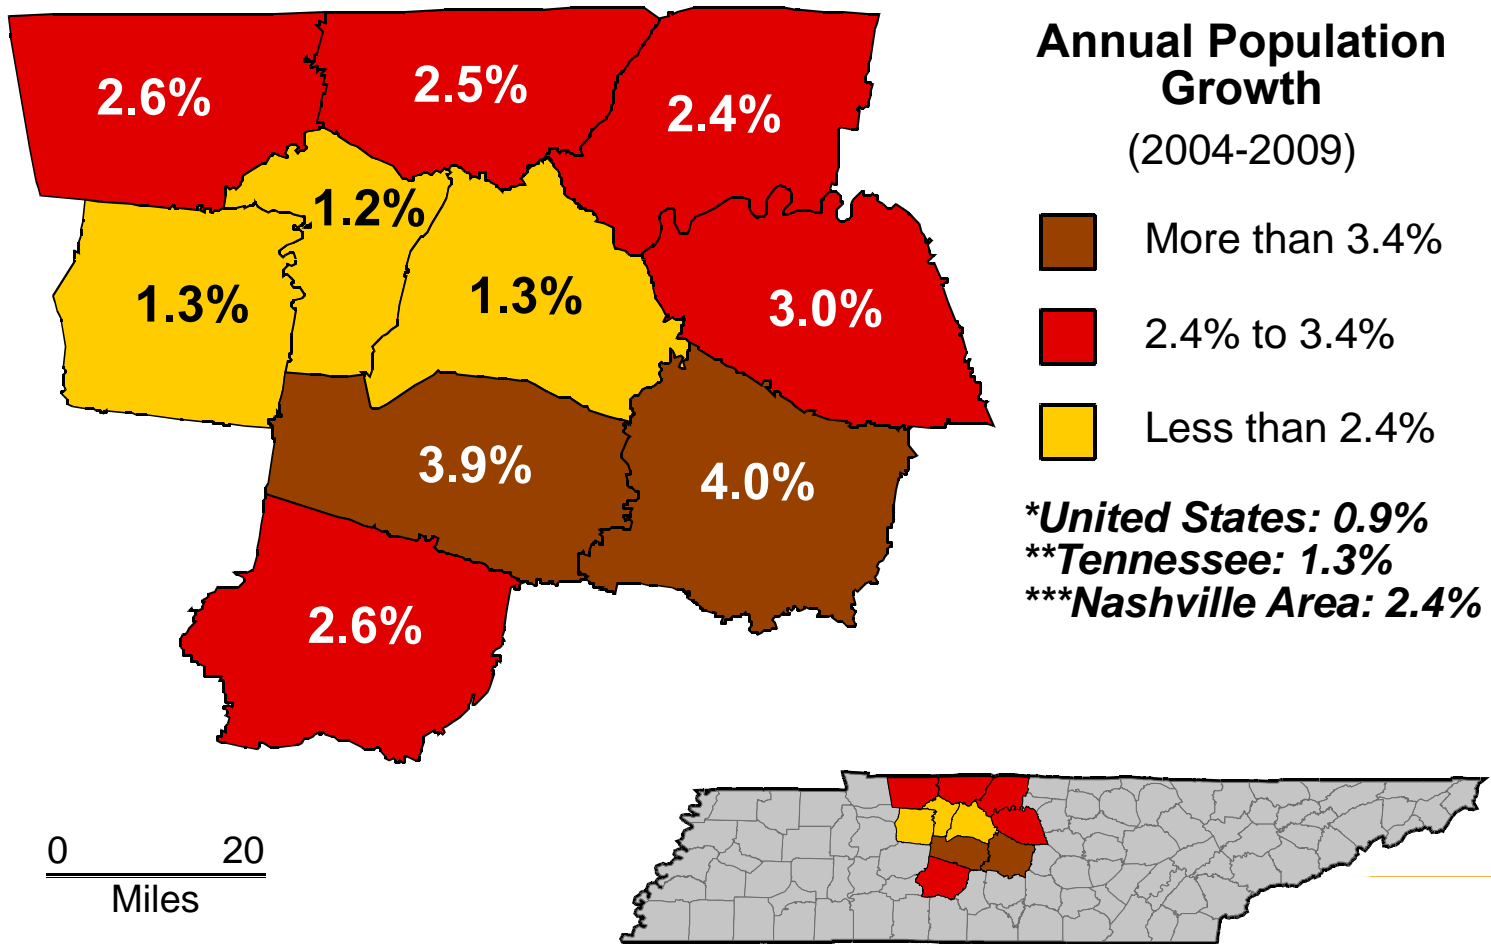 Annual Population
Growth
(2004-2009)
More than 3.4%
2.4% to 3.4%
Less than 2.4%
*United States: 0.9%
**Tennessee: 1.3%
***Nashville Area: 2.4%
2.6%
2.5%
2.4%
1.2%
1.3%
1.3%
3.0%
3.9%
4.0%
2.6%
0 20
Miles